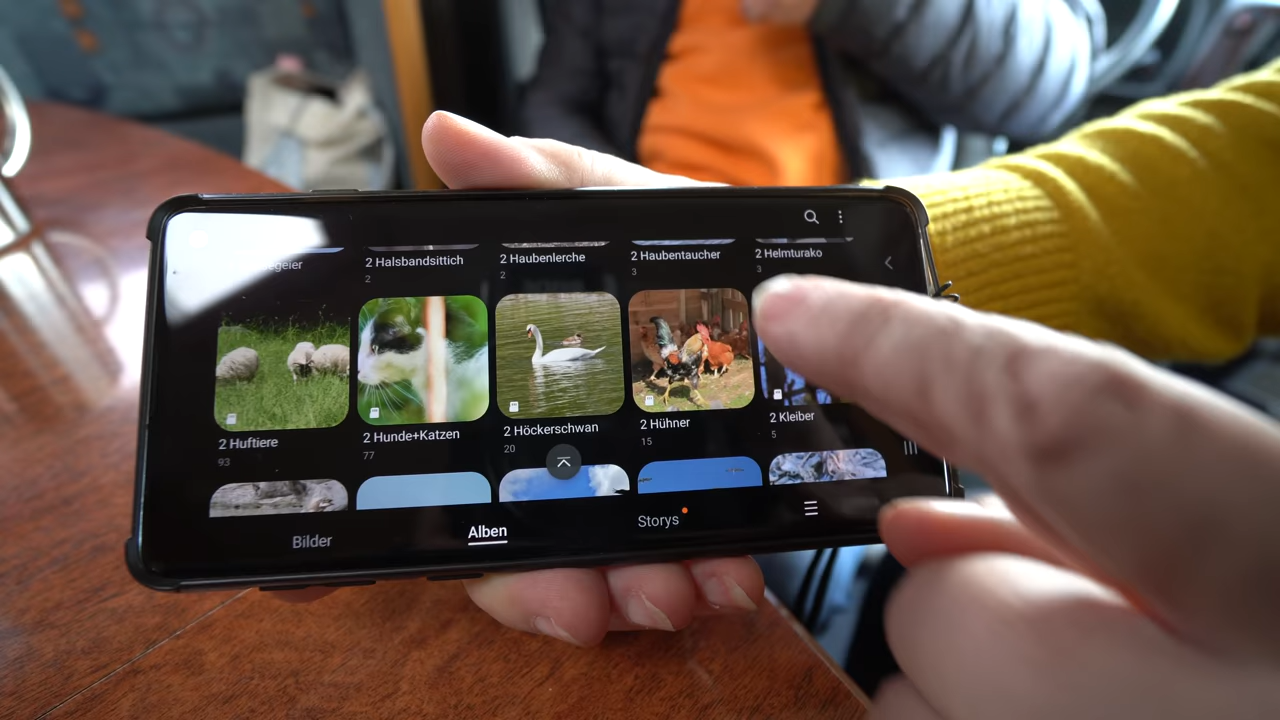 2 Halsbandsittich
2
2 Haubenlerche
2
2 Haubentaucher
3
2 Helmturako
3
2 Huftiere
93
2 Hunde+Katzen
77
2 Höckerschwan
20
2 Hühner
15
2 Kleiber
5
Bilder
Alben
Storys